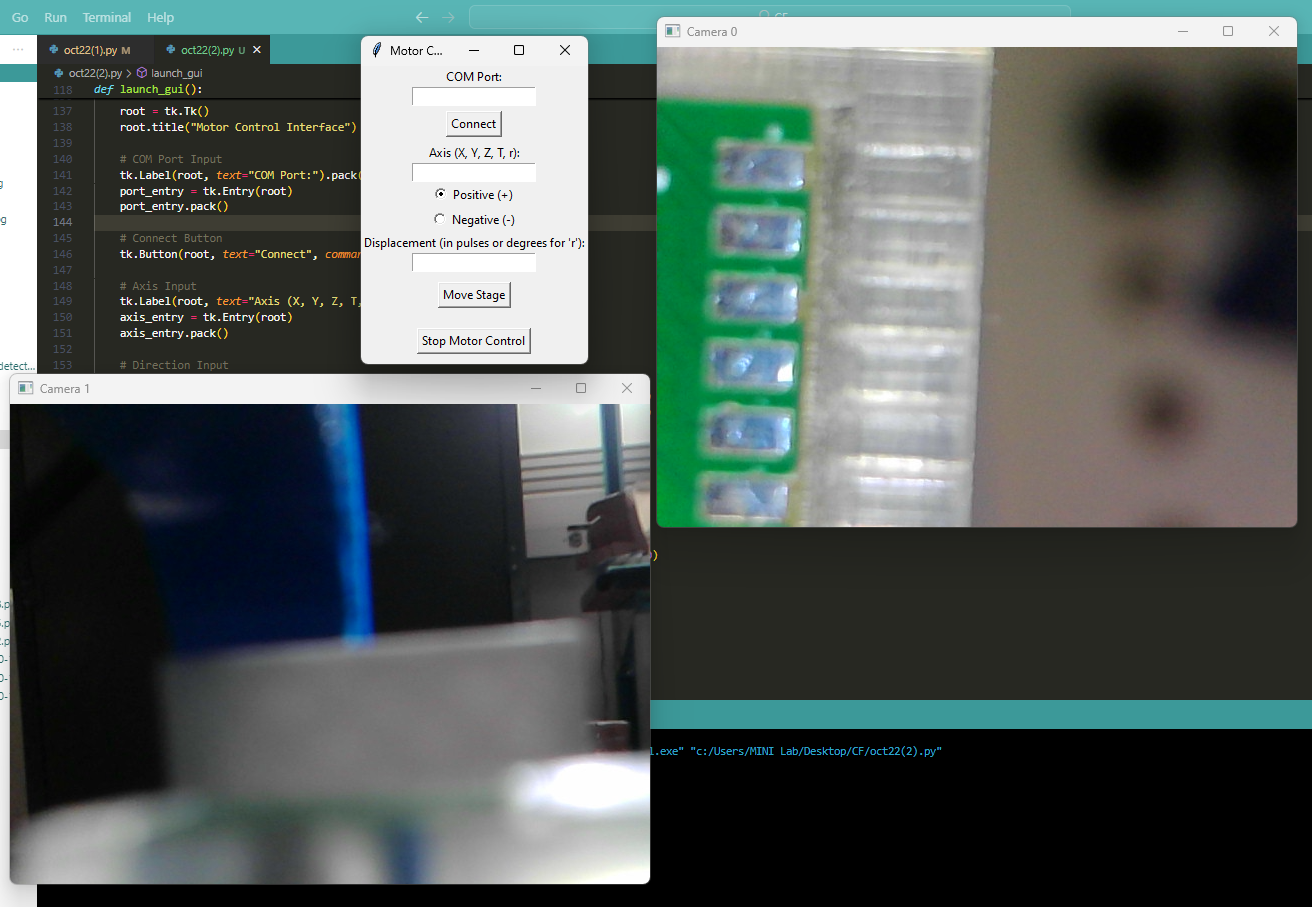 Go Run Terminal Help
oct22(1).py M
oct22(2).py U
oct22(2).py > launch_gui
118 def launch_gui():
137 root = tk.Tk()
138 root.title("Motor Control Interface")
139
140 # COM Port Input
141 tk.Label(root, text="COM Port:").pack(
142 port_entry = tk.Entry(root)
143 port_entry.pack()
144
145 # Connect Button
146 tk.Button(root, text="Connect", comman
147
148 # Axis Input
149 tk.Label(root, text="Axis (X, Y, Z, T,
150 axis_entry = tk.Entry(root)
151 axis_entry.pack()
152
153 # Direction Input
Motor C...
COM Port:
Connect
Axis (X, Y, Z, T, r):
Positive (+)
Negative (-)
Displacement (in pulses or degrees for 'r'):
Move Stage
Stop Motor Control
Camera 0
Camera 1
detect...
)
1.exe" "c:/Users/MINI Lab/Desktop/CF/oct22(2).py"